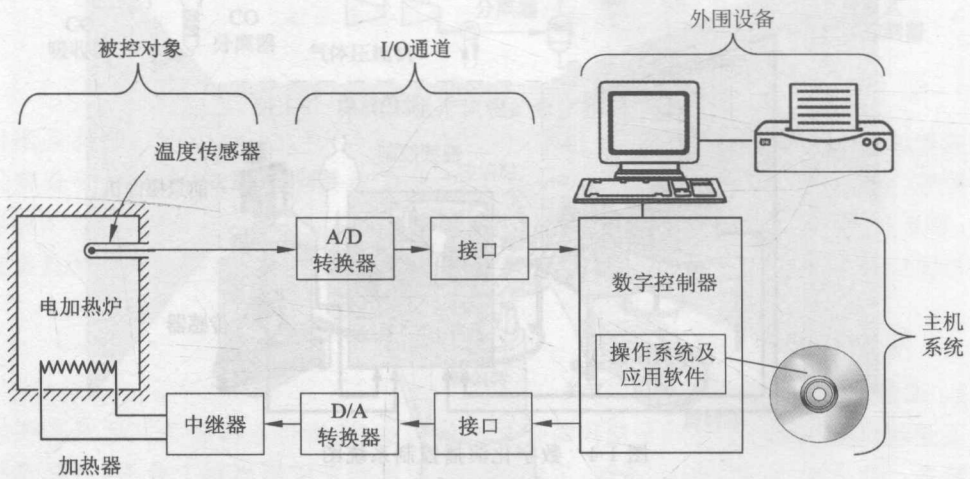 外围设备
被控对象
I/O通道
温度传感器
A/D
转换器
接口
数字控制器
电加热炉
操作系统及
应用软件
主机
系统
中继器
D/A
转换器
接口
加热器